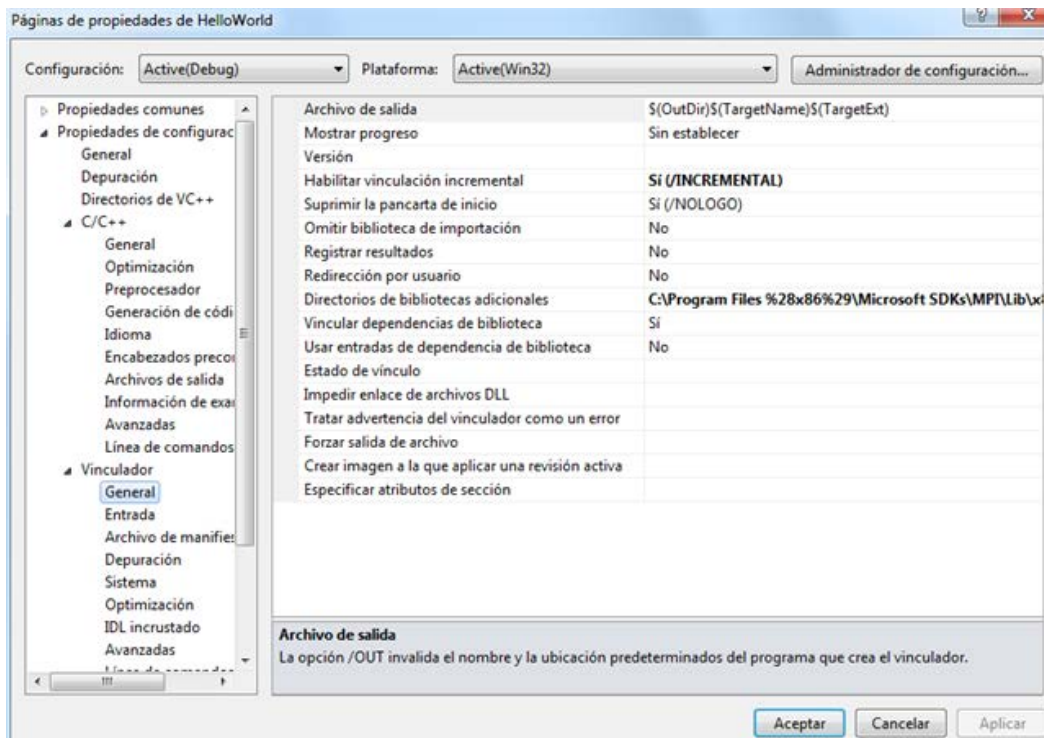 Páginas de propiedades de HelloWorld
Configuración: Active(Debug) Plataforma: Active(Win32) Administrador de configuración...
Propiedades comunes
Propiedades de configurac
General
Depuración
Directorios de VC++
C/C++
General
Optimización
Preprocesador
Generación de códi
Idioma
Encabezados preco
Archivos de salida
Información de exa
Avanzadas
Línea de comandos
Vinculador
General
Entrada
Archivo de manifies
Depuración
Sistema
Optimización
IDL incrustado
Avanzadas
Línea de comandos
Archivo de salida $(OutDir)$(TargetName)$(TargetExt)
Mostrar progreso Sin establecer
Versión
Habilitar vinculación incremental Sí (/INCREMENTAL)
Suprimir la pancarta de inicio Sí (/NOLOGO)
Omitir biblioteca de importación No
Registrar resultados No
Redirección por usuario No
Directorios de bibliotecas adicionales C:\Program Files %28x86%29\Microsoft SDKs\MPI\Lib\x8
Vincular dependencias de biblioteca Sí
Usar entradas de dependencia de biblioteca No
Estado de vínculo
Impedir enlace de archivos DLL
Tratar advertencia del vinculador como un error
Forzar salida de archivo
Crear imagen a la que aplicar una revisión activa
Especificar atributos de sección
Archivo de salida
La opción /OUT invalida el nombre y la ubicación predeterminados del programa que crea el vinculador.
Aceptar Cancelar Aplicar